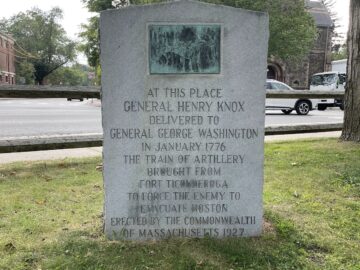 AT THIS PLACE
GENERAL HENRY KNOX
DELIVERED TO
GENERAL GEORGE WASHINGTON
IN JANUARY 1776
THE TRAIN OF ARTILLERY
BROUGHT FROM
FORT TICONDEROGA
TO FORCE THE ENEMY TO
EVACUATE BOSTON
ERECTED BY THE COMMONWEALTH
OF MASSACHUSETTS 1927